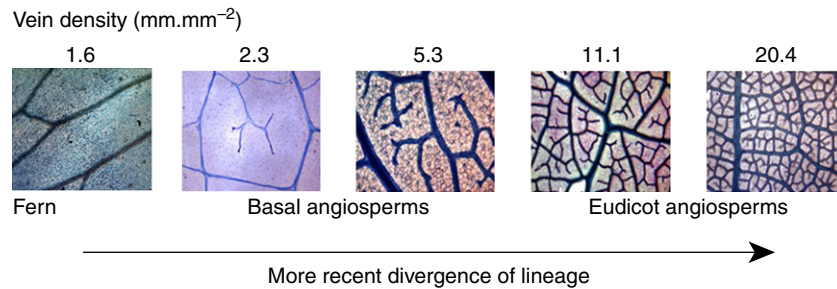 Vein density (mm.mm⁻²)
1.6 2.3 5.3 11.1 20.4
Fern Basal angiosperms Eudicot angiosperms
More recent divergence of lineage